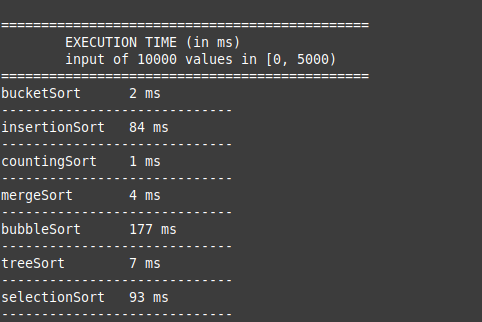 ==============================================
        EXECUTION TIME (in ms)
        input of 10000 values in [0, 5000)
==============================================
bucketSort      2 ms
-----------------------------
insertionSort   84 ms
-----------------------------
countingSort    1 ms
-----------------------------
mergeSort       4 ms
-----------------------------
bubbleSort      177 ms
-----------------------------
treeSort        7 ms
-----------------------------
selectionSort   93 ms
-----------------------------